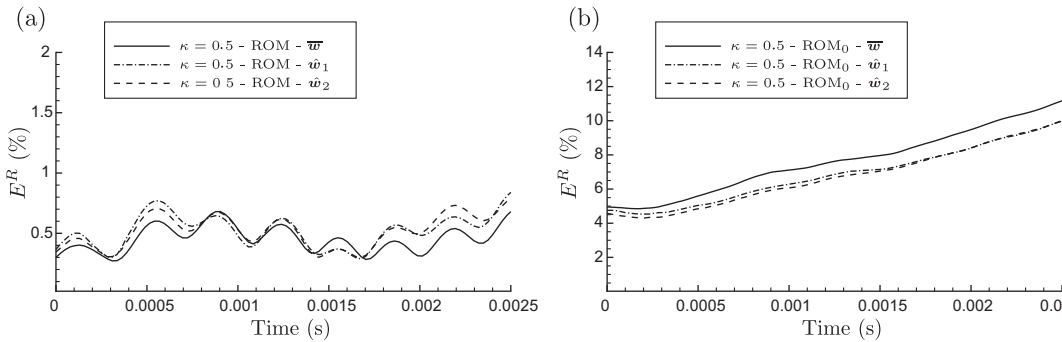 (a)
κ = 0.5 - ROM - w̅
κ = 0.5 - ROM - ŵ₁
κ = 0 5 - ROM - ŵ₂
2
1.5
1
0.5
E^R (%)
0
0.0005
0.001
0.0015
0.002
0.0025
Time (s)
(b)
κ = 0.5 - ROM₀ - w̅
κ = 0.5 - ROM₀ - ŵ₁
κ = 0.5 - ROM₀ - ŵ₂
14
12
10
8
6
4
2
E^R (%)
0
0.0005
0.001
0.0015
0.002
0.00
Time (s)